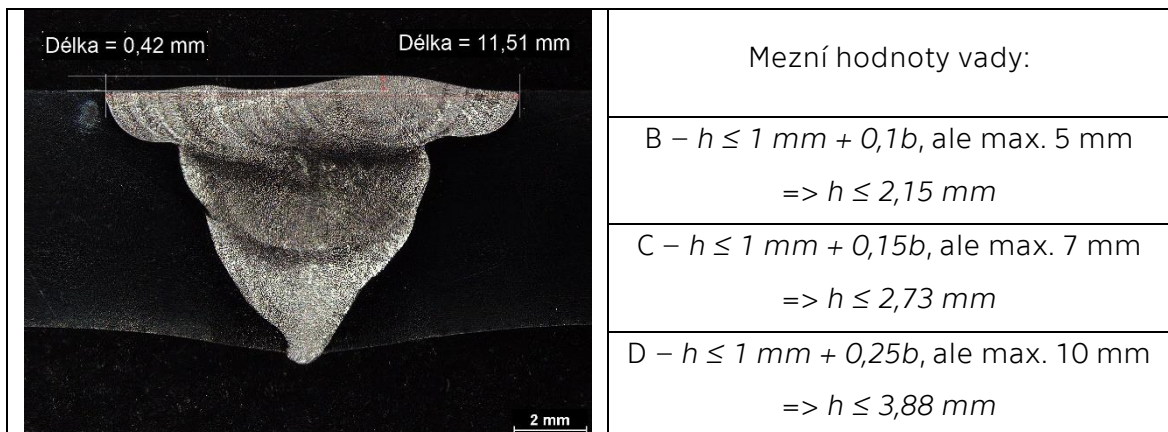 Délka = 0,42 mm
Délka = 11,51 mm
2 mm
Mezní hodnoty vady:
B – h ≤ 1 mm + 0,1b, ale max. 5 mm
=> h ≤ 2,15 mm
C – h ≤ 1 mm + 0,15b, ale max. 7 mm
=> h ≤ 2,73 mm
D – h ≤ 1 mm + 0,25b, ale max. 10 mm
=> h ≤ 3,88 mm